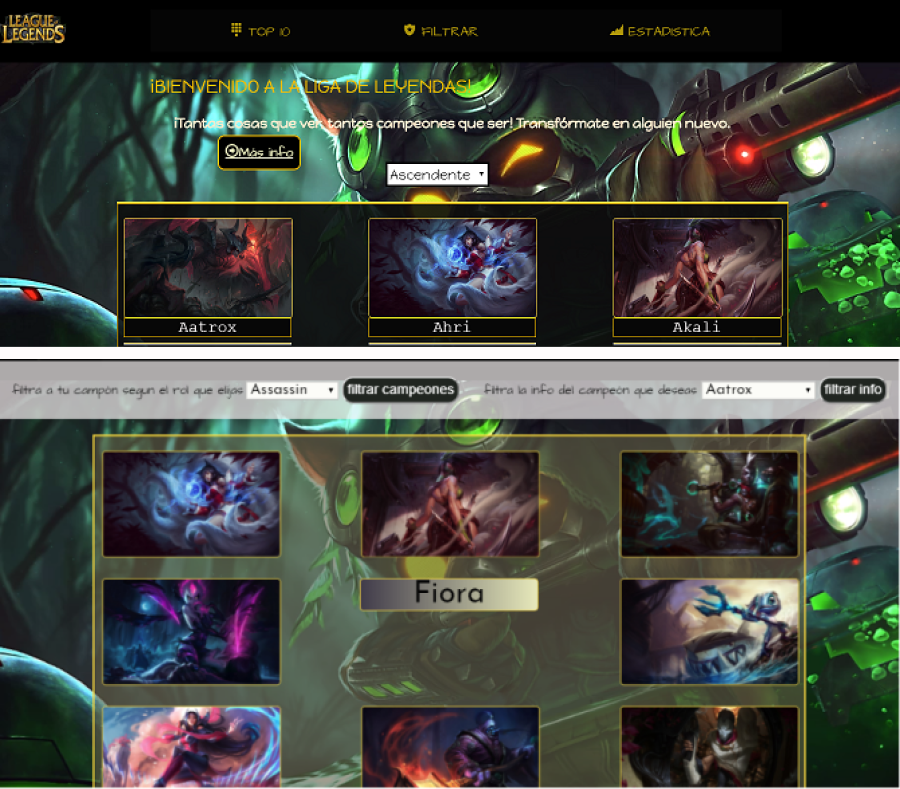 LEAGUE
of
LEGENDS
TOP 10
FILTRAR
ESTADISTICA
¡BIENVENIDO A LA LIGA DE LEYENDAS!
¡Tantas cosas que ver, tantos campeones que ser! Transfórmate en alguien nuevo.
Más info
Ascendente
Aatrox
Ahri
Akali
filtra a tu campón segun el rol que elijas
Assassin
filtrar campeones
Filtra la info del campeón que deseas
Aatrox
filtrar info
Fiora